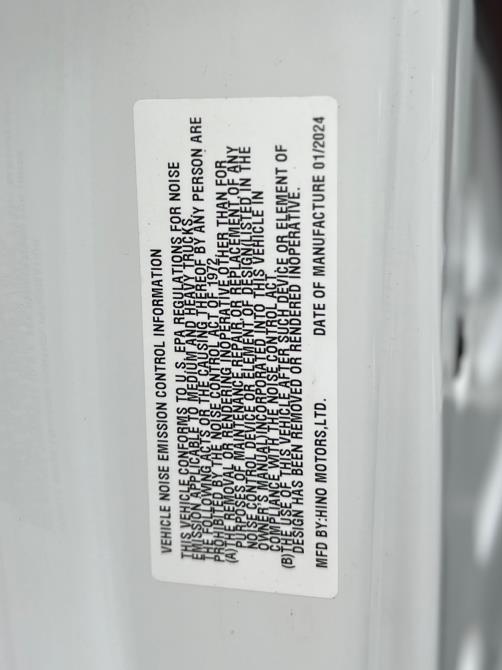 VEHICLE NOISE EMISSION CONTROL INFORMATION
THIS VEHICLE CONFORMS TO U.S. EPA REGULATIONS FOR NOISE
EMISSION APPLICABLE TO MEDIUM AND HEAVY TRUCKS.
THE FOLLOWING ACTS OR THE CAUSING THEREOF BY ANY PERSON ARE
PROHIBITED BY THE NOISE CONTROL ACT OF 1972.
(A)THE REMOVAL OR RENDERING INOPERATIVE OTHER THAN FOR
PURPOSES OF MAINTENANCE REPAIR,OR REPLACEMENT OF ANY
NOISE CONTROL DEVICE OR ELEMENT OF DESIGN(LISTED IN THE
OWNER'S MANUAL)INCORPORATED INTO THIS VEHICLE IN
COMPLIANCE WITH THE NOISE CONTROL ACT
(B)THE USE OF THIS VEHICLE AFTER SUCH DEVICE OR ELEMENT OF
DESIGN HAS BEEN REMOVED OR RENDERED INOPERATIVE.
MFD BY:HINO MOTORS,LTD. DATE OF MANUFACTURE 01/2024